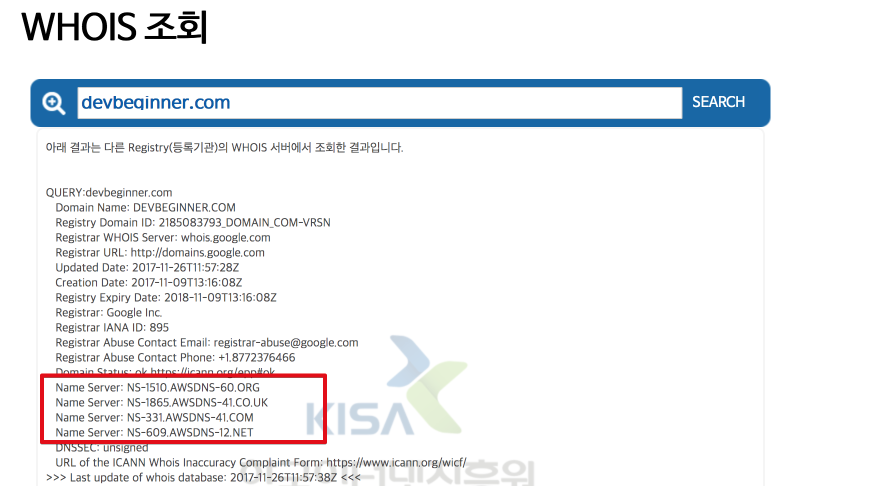 WHOIS 조회
devbeginner.com
SEARCH
아래 결과는 다른 Registry(등록기관)의 WHOIS 서버에서 조회한 결과입니다.
QUERY:devbeginner.com
Domain Name: DEVBEGINNER.COM
Registry Domain ID: 2185083793_DOMAIN_COM-VRSN
Registrar WHOIS Server: whois.google.com
Registrar URL: http://domains.google.com
Updated Date: 2017-11-26T11:57:28Z
Creation Date: 2017-11-09T13:16:08Z
Registry Expiry Date: 2018-11-09T13:16:08Z
Registrar: Google Inc.
Registrar IANA ID: 895
Registrar Abuse Contact Email: registrar-abuse@google.com
Registrar Abuse Contact Phone: +1.8772376466
Domain Status: ok https://icann.org/epp#ok
Name Server: NS-1510.AWSDNS-60.ORG
Name Server: NS-1865.AWSDNS-41.CO.UK
Name Server: NS-331.AWSDNS-41.COM
Name Server: NS-609.AWSDNS-12.NET
DNSSEC: unsigned
URL of the ICANN Whois Inaccuracy Complaint Form: https://www.icann.org/wicf/
>>> Last update of whois database: 2017-11-26T11:57:38Z <<<
KISA